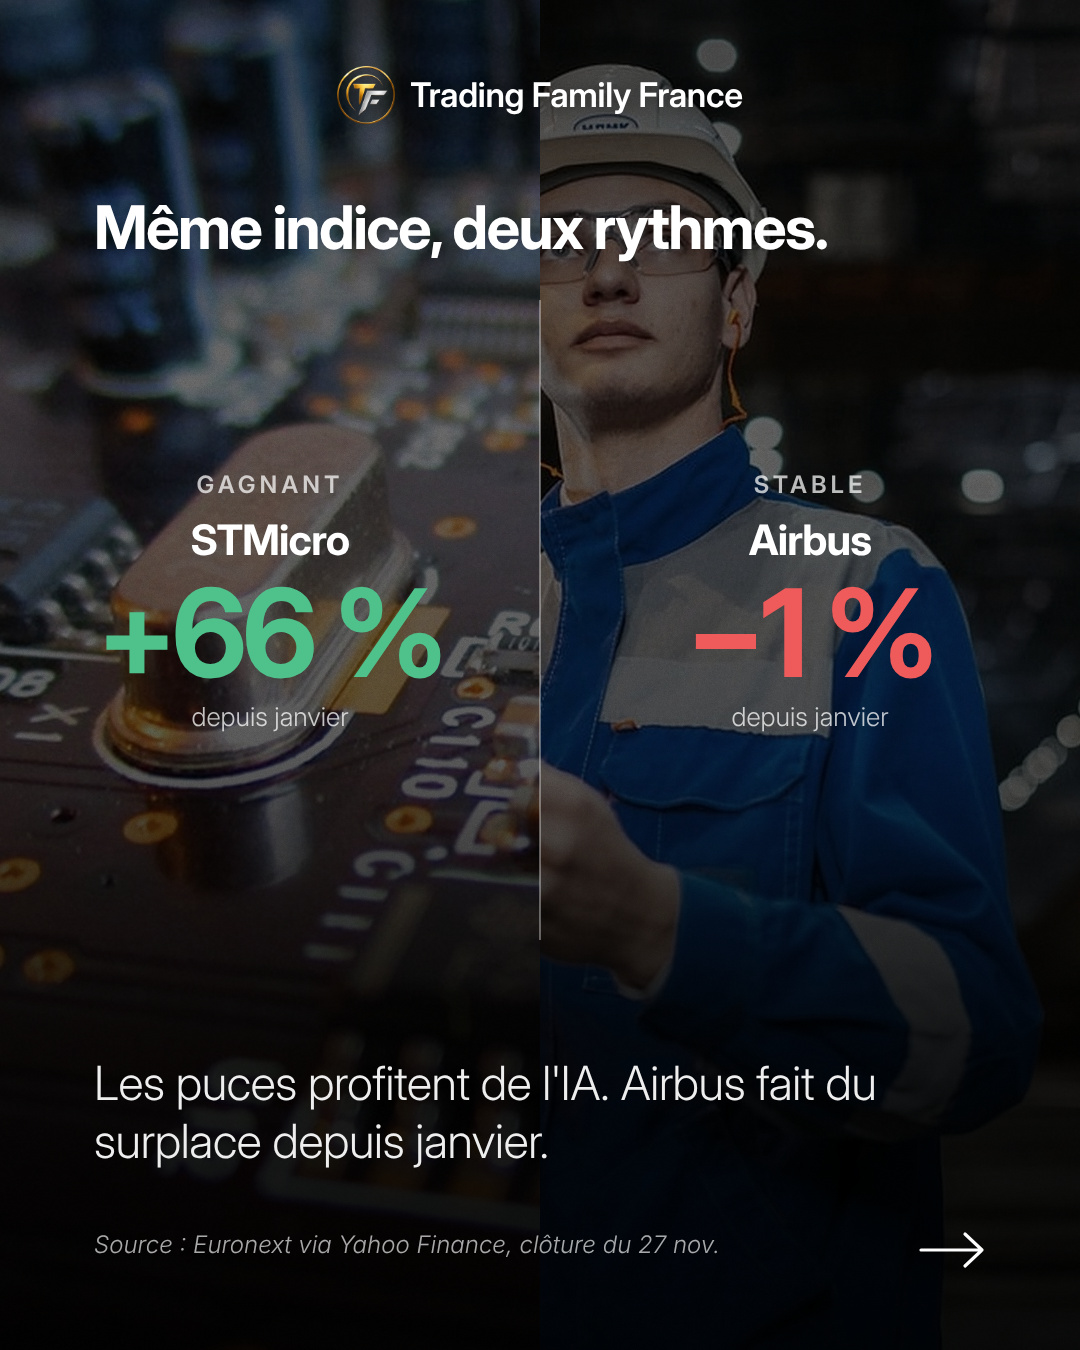 Trading Family France
Même indice, deux rythmes.
GAGNANT
STMicro
+66 %
depuis janvier
STABLE
Airbus
–1 %
depuis janvier
Les puces profitent de l'IA. Airbus fait du
surplace depuis janvier.
Source : Euronext via Yahoo Finance, clôture du 27 nov.